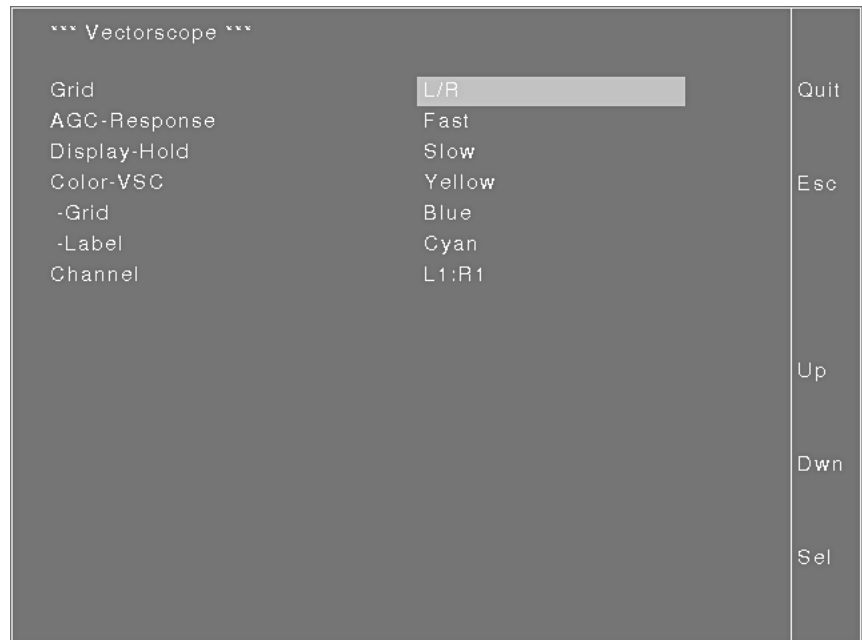 *** Vectorscope ***
Grid L/R
AGC-Response Fast
Display-Hold Slow
Color-VSC Yellow
-Grid Blue
-Label Cyan
Channel L1:R1
Quit
Esc
Up
Dwn
Sel